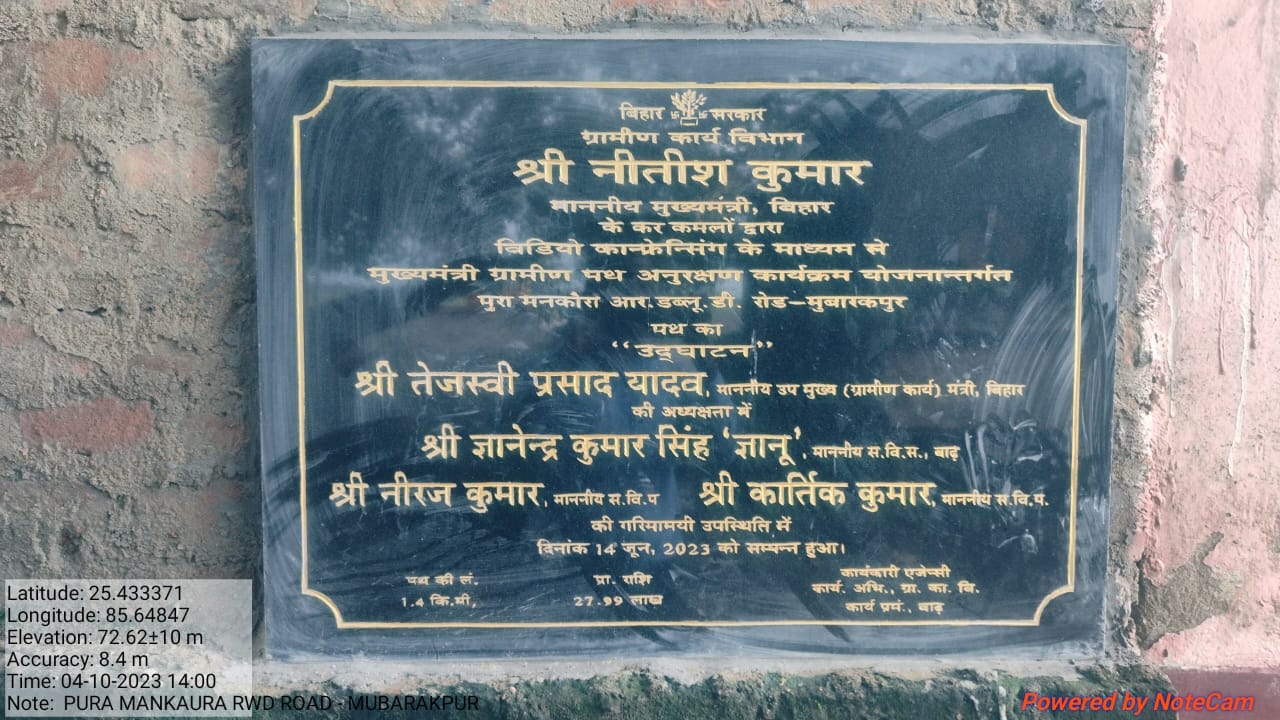 बिहार सरकार
ग्रामीण कार्य विभाग
श्री नीतीश कुमार
माननीय मुख्यमंत्री, बिहार
के कर कमलों द्वारा
विडियो कान्फ्रेन्सिंग के माध्यम से
मुख्यमंत्री ग्रामीण पथ अनुरक्षण कार्यक्रम योजनान्तर्गत
पुरा मनकौरा आर.डब्लू.डी. रोड–मुबारकपुर
पथ का
“उद्घाटन”
श्री तेजस्वी प्रसाद यादव, माननीय उप मुख्य (ग्रामीण कार्य) मंत्री, बिहार
की अध्यक्षता में
श्री ज्ञानेन्द्र कुमार सिंह ‘ज्ञानू’, माननीय स.वि.स., बाढ़
श्री नीरज कुमार, माननीय स.वि.प श्री कार्तिक कुमार, माननीय स.वि.प.
की गरिमामयी उपस्थिति में
दिनांक 14 जून, 2023 को सम्पन्न हुआ।
पथ की लं. प्रा. राशि कार्यकारी एजेन्सी
1.4 कि.मी, 27.99 लाख कार्य. अभि., ग्रा. का. वि.
कार्य प्रमं., बाढ़
Latitude: 25.433371
Longitude: 85.64847
Elevation: 72.62±10 m
Accuracy: 8.4 m
Time: 04-10-2023 14:00
Note: PURA MANKAURA RWD ROAD - MUBARAKPUR
Powered by NoteCam